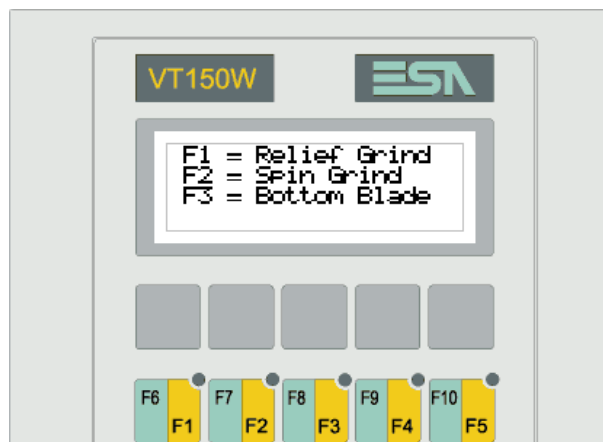 VT150W ESA
F1 = Relief Grind
F2 = Spin Grind
F3 = Bottom Blade
F6 F7 F8 F9 F10
F1 F2 F3 F4 F5